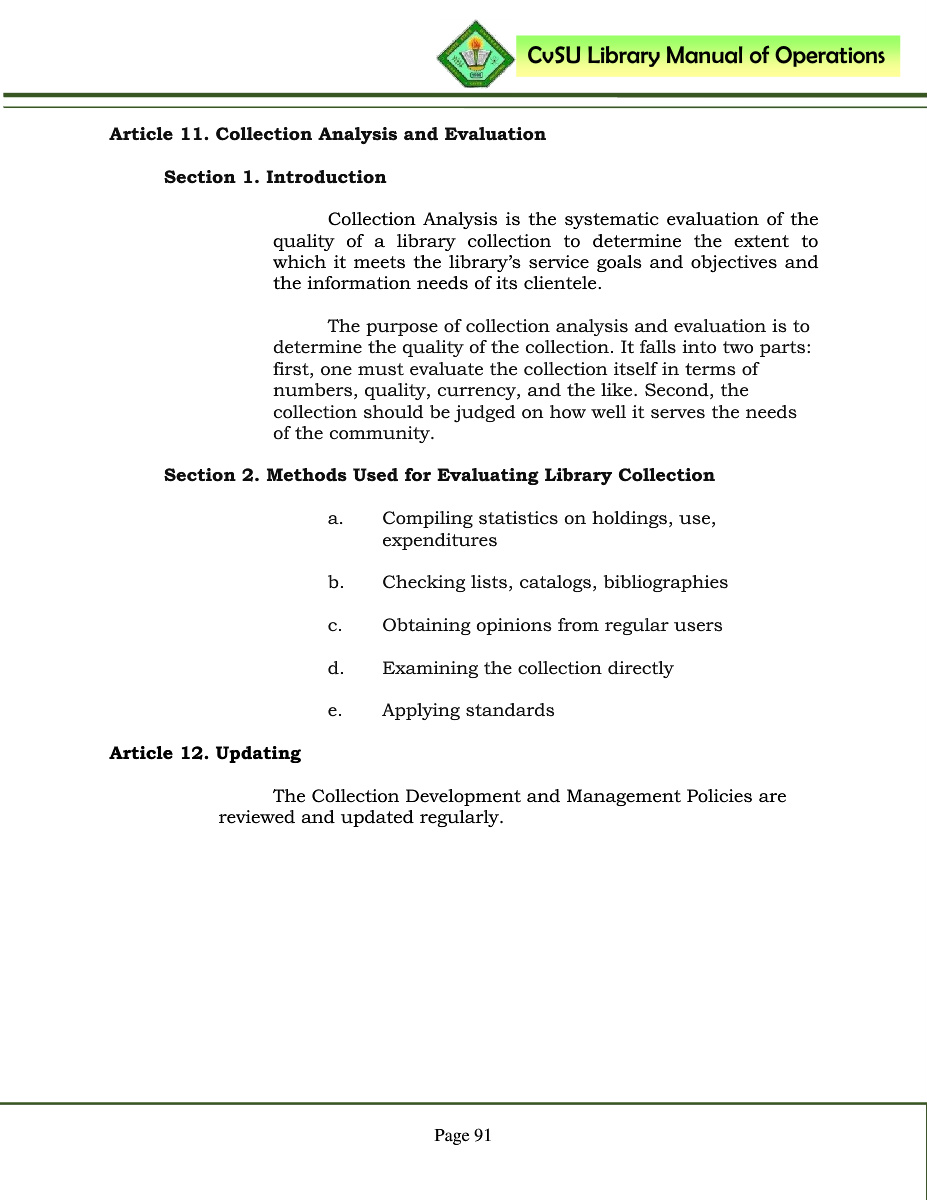 CvSU Library Manual of Operations
Article 11. Collection Analysis and Evaluation
Section 1. Introduction
Collection Analysis is the systematic evaluation of the
quality of a library collection to determine the extent to
which it meets the library's service goals and objectives and
the information needs of its clientele.
The purpose of collection analysis and evaluation is to
determine the quality of the collection. It falls into two parts:
first, one must evaluate the collection itself in terms of
numbers, quality, currency, and the like. Second, the
collection should be judged on how well it serves the needs
of the community.
Section 2. Methods Used for Evaluating Library Collection
a. Compiling statistics on holdings, use,
expenditures
b. Checking lists, catalogs, bibliographies
c. Obtaining opinions from regular users
d. Examining the collection directly
e. Applying standards
Article 12. Updating
The Collection Development and Management Policies are
reviewed and updated regularly.
Page 91